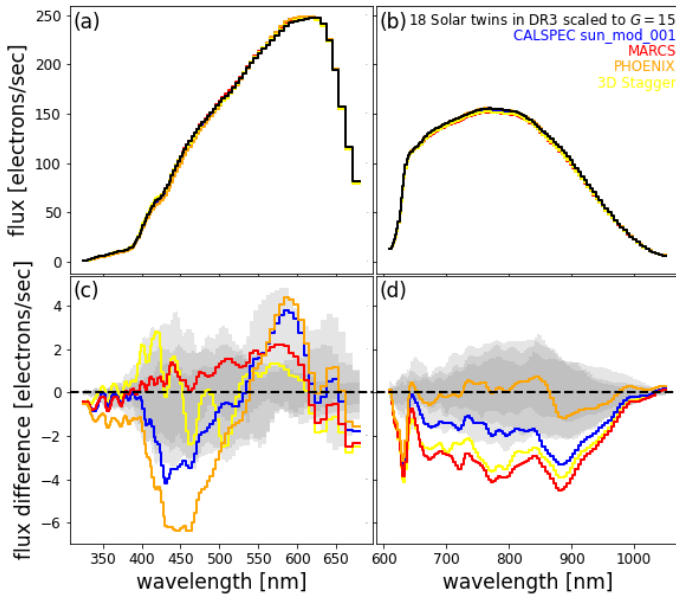 (a)
(b)
18 Solar twins in DR3 scaled to G = 15
CALSPEC sun_mod_001
MARCS
PHOENIX
3D Stagger
250
200
150
100
50
0
flux [electrons/sec]
(c)
(d)
4
2
0
−2
−4
−6
flux difference [electrons/sec]
350 400 450 500 550 600 650
600 700 800 900 1000
wavelength [nm]
wavelength [nm]